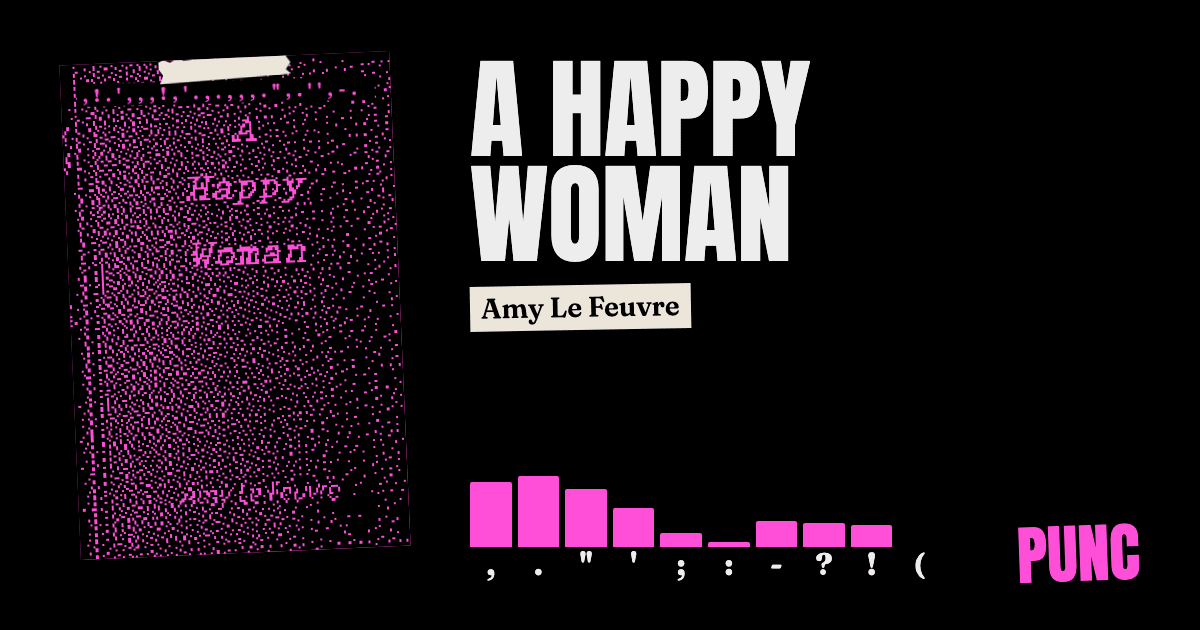 ,!.',,,!,'.,.,,,,.",.'',-.
A
Happy
Woman
Amy Le Feuvre
A HAPPY
WOMAN
Amy Le Feuvre
, . " ' ; : - ? ! (
PUNC